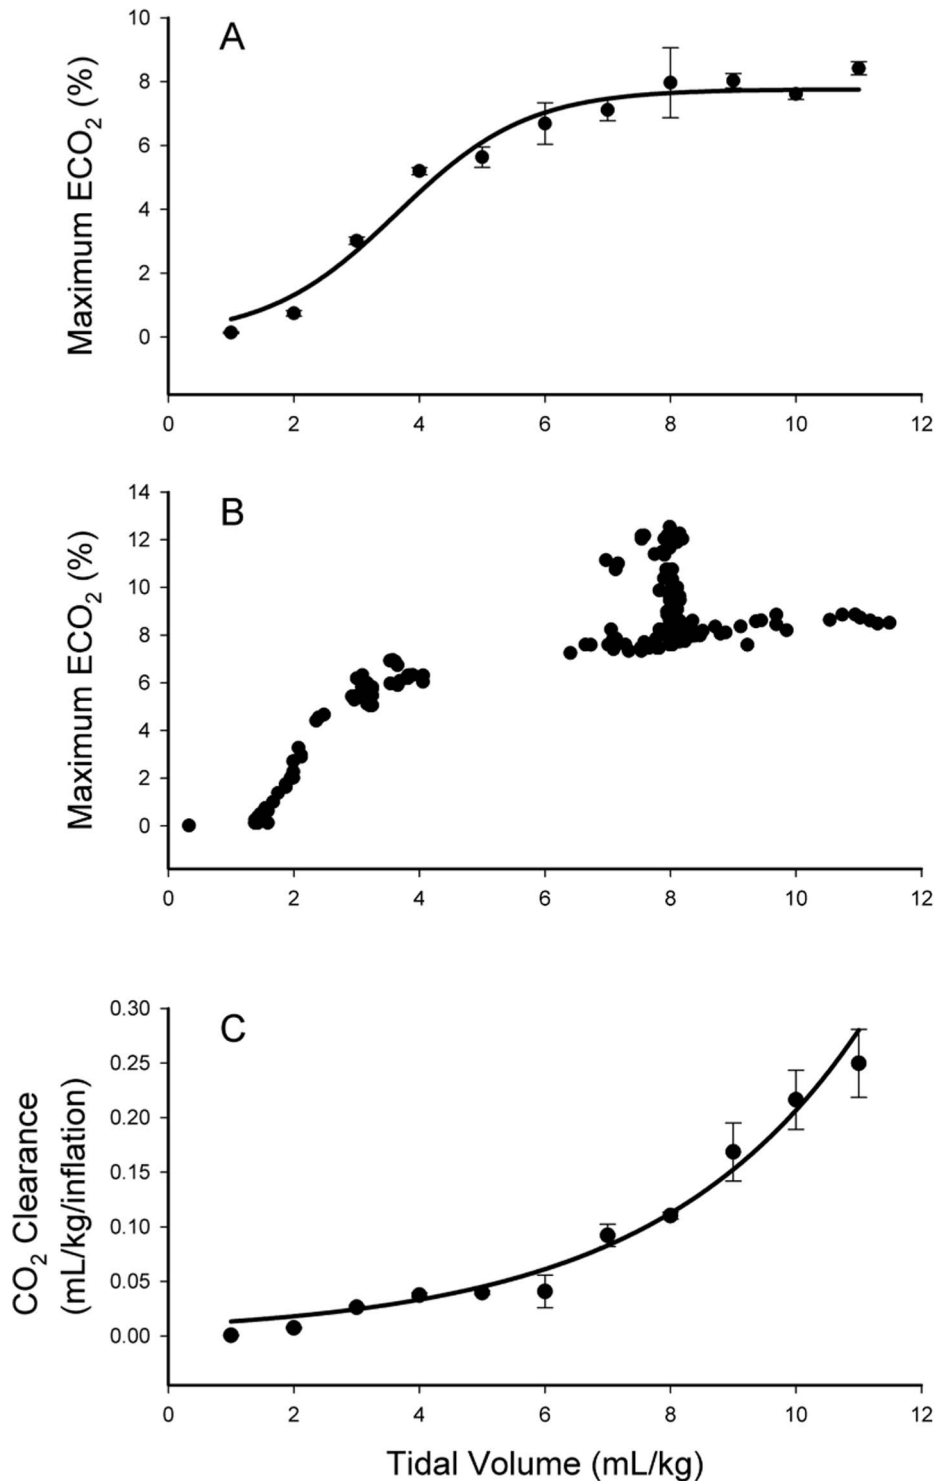 A
Maximum ECO₂ (%)
10
8
6
4
2
0
0 2 4 6 8 10 12
B
Maximum ECO₂ (%)
14
12
10
8
6
4
2
0
0 2 4 6 8 10 12
C
CO₂ Clearance
(mL/kg/inflation)
0.30
0.25
0.20
0.15
0.10
0.05
0.00
0 2 4 6 8 10 12
Tidal Volume (mL/kg)